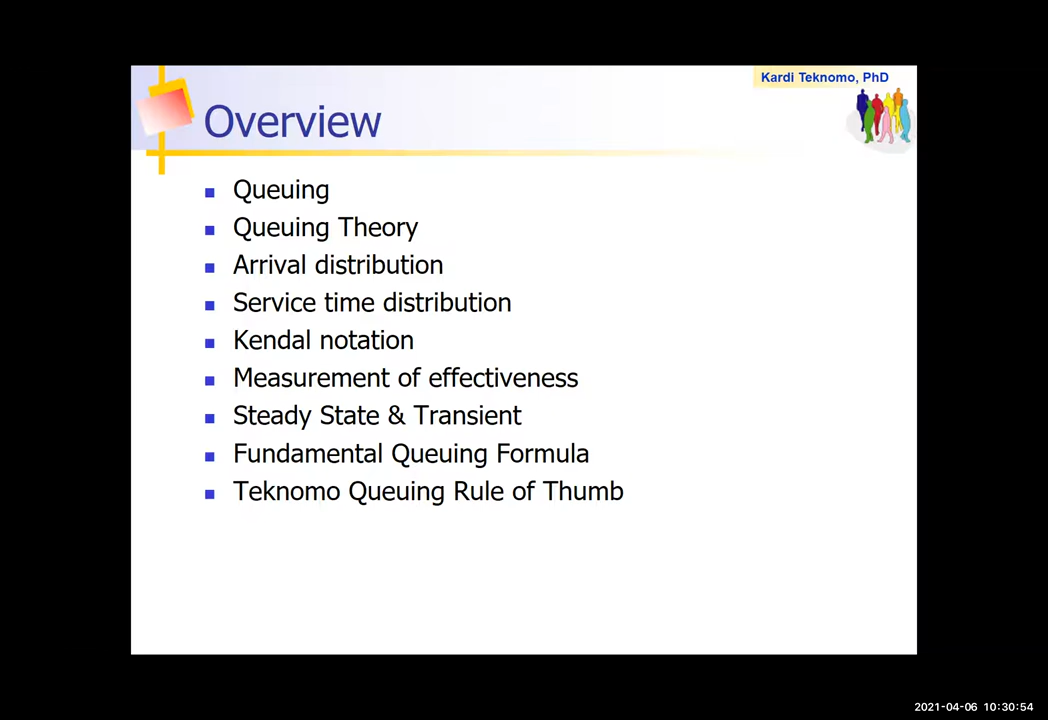 Kardi Teknomo, PhD
Overview
Queuing
Queuing Theory
Arrival distribution
Service time distribution
Kendal notation
Measurement of effectiveness
Steady State & Transient
Fundamental Queuing Formula
Teknomo Queuing Rule of Thumb
2021-04-06 10:30:54